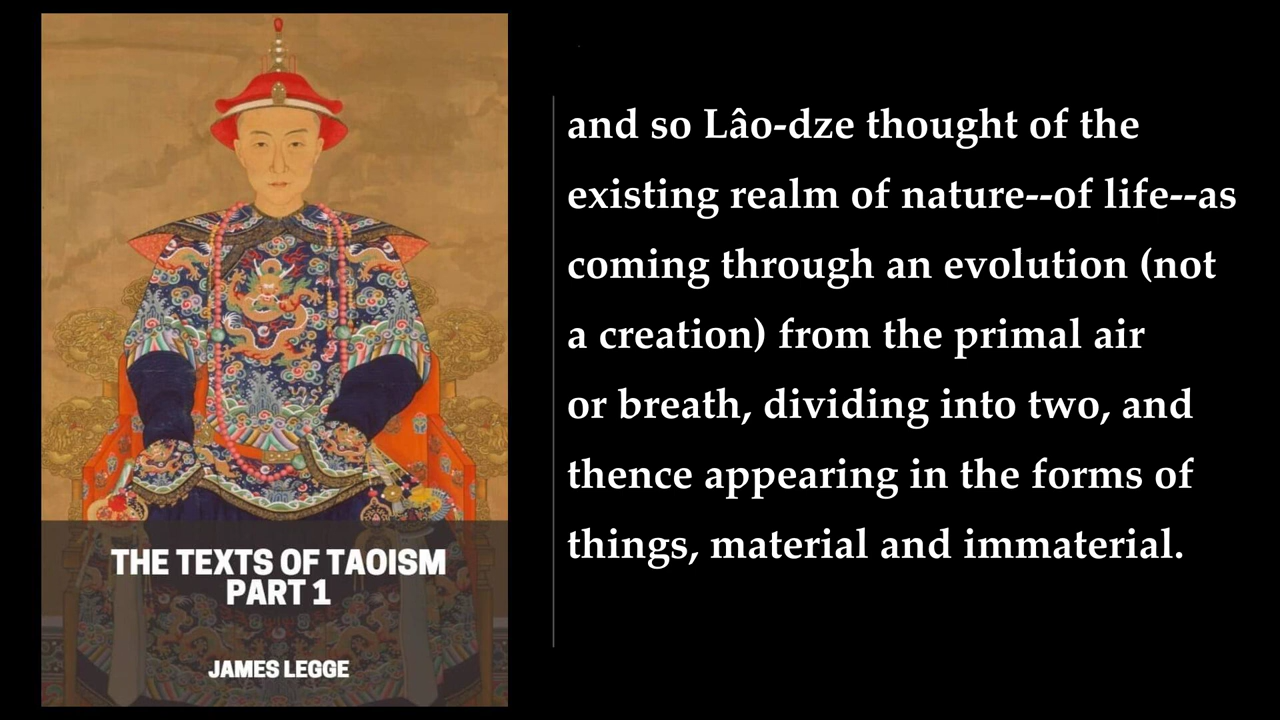 THE TEXTS OF TAOISM
PART 1
JAMES LEGGE
and so Lâo-dze thought of the
existing realm of nature--of life--as
coming through an evolution (not
a creation) from the primal air
or breath, dividing into two, and
thence appearing in the forms of
things, material and immaterial.